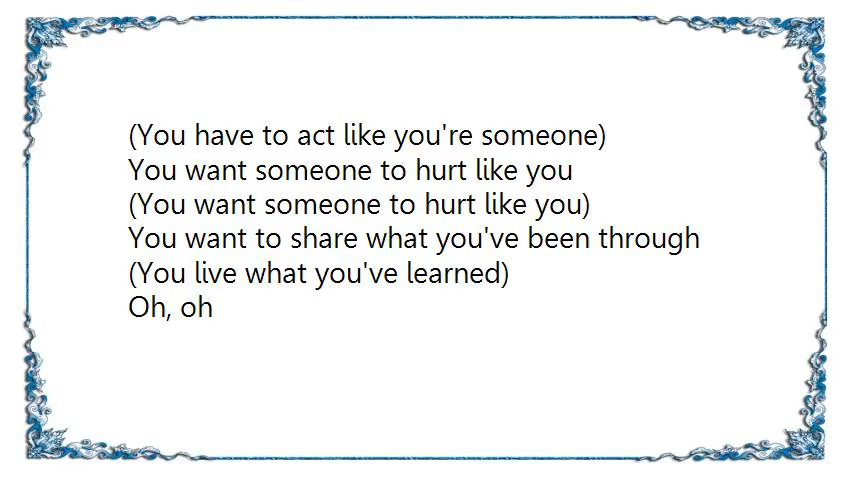 (You have to act like you're someone)
You want someone to hurt like you
(You want someone to hurt like you)
You want to share what you've been through
(You live what you've learned)
Oh, oh